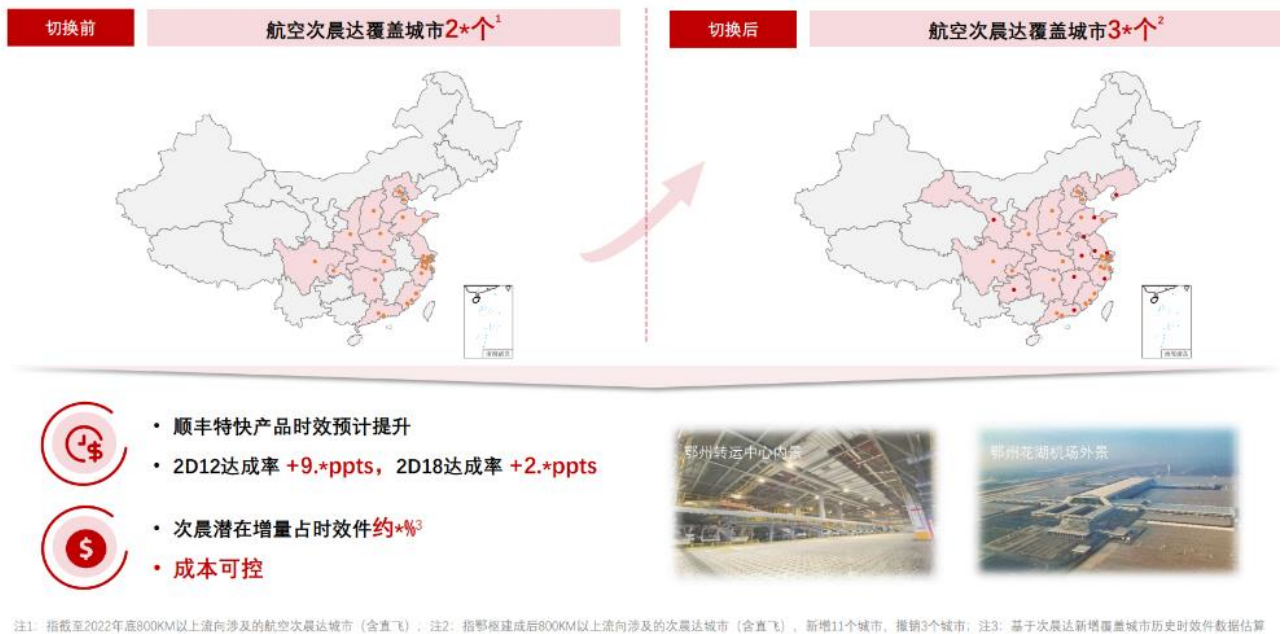 切换前
航空次晨达覆盖城市2*个1
切换后
航空次晨达覆盖城市3*个2
南海诸岛
南海诸岛
• 顺丰特快产品时效预计提升
• 2D12达成率 +9.*ppts，2D18达成率 +2.*ppts
• 次晨潜在增量占时效件约*%3
• 成本可控
鄂州转运中心内景
鄂州花湖机场外景
注1：指截至2022年底800KM以上流向涉及的航空次晨达城市（含直飞）；注2：指鄂枢建成后800KM以上流向涉及的次晨达城市（含直飞），新增11个城市，撤销3个城市；注3：基于次晨达新增覆盖城市历史时效件数据估算